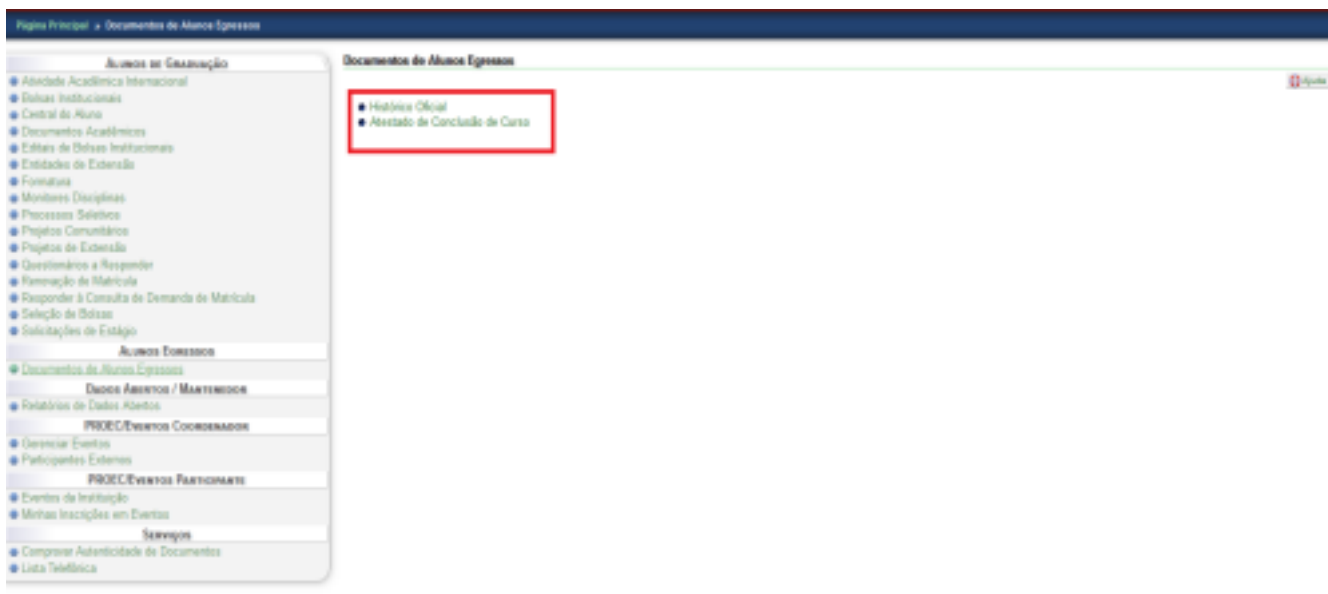 Página Principal » Documentos de Alunos Egressos
Alunos de Graduação
Atividade Acadêmica Internacional
Bolsas Institucionais
Central do Aluno
Documentos Acadêmicos
Editais de Bolsas Institucionais
Entidades de Extensão
Formatura
Monitores Disciplinas
Processos Seletivos
Projetos Comunitários
Projetos de Extensão
Questionários a Responder
Renovação de Matrícula
Responder à Consulta de Demanda de Matrícula
Seleção de Bolsas
Solicitações de Estágio
Alunos Egressos
Documentos de Alunos Egressos
Dados Abertos / Mantenedor
Relatórios de Dados Abertos
PROEC/Eventos Coordenador
Gerenciar Eventos
Participantes Externos
PROEC/Eventos Participante
Eventos da Instituição
Minhas Inscrições em Eventos
Serviços
Comprovar Autenticidade de Documentos
Lista Telefônica
Documentos de Alunos Egressos
Ajuda
Histórico Oficial
Atestado de Conclusão de Curso